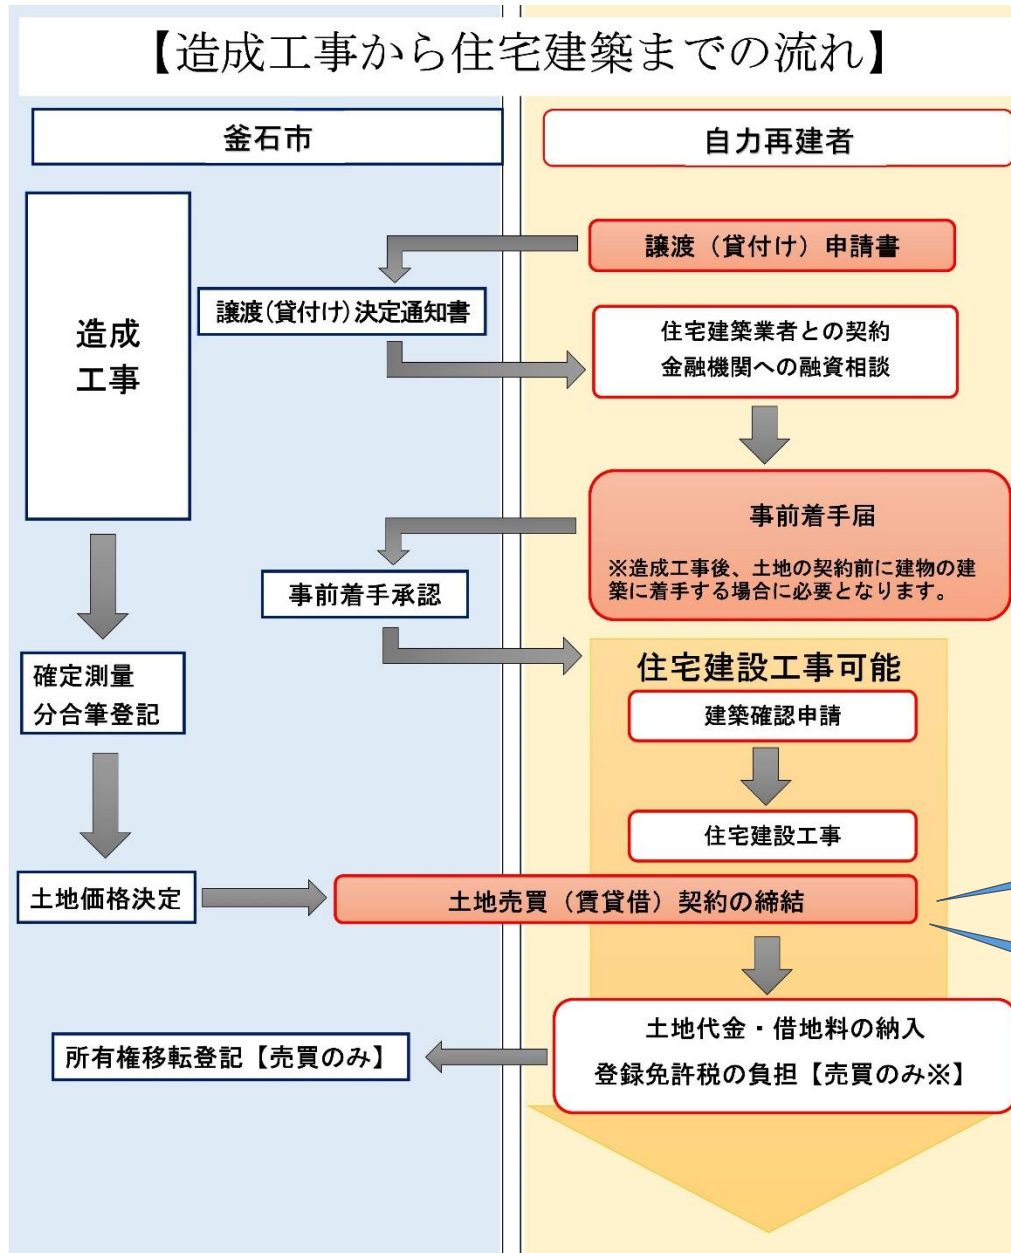 【造成工事から住宅建築までの流れ】
釜石市
自力再建者
造成
工事
譲渡（貸付け）申請書
譲渡(貸付け)決定通知書
住宅建築業者との契約
金融機関への融資相談
事前着手届
※造成工事後、土地の契約前に建物の建
築に着手する場合に必要となります。
事前着手承認
確定測量
分合筆登記
住宅建設工事可能
建築確認申請
住宅建設工事
土地価格決定
土地売買（賃貸借）契約の締結
土地代金・借地料の納入
登録免許税の負担【売買のみ※】
所有権移転登記【売買のみ】